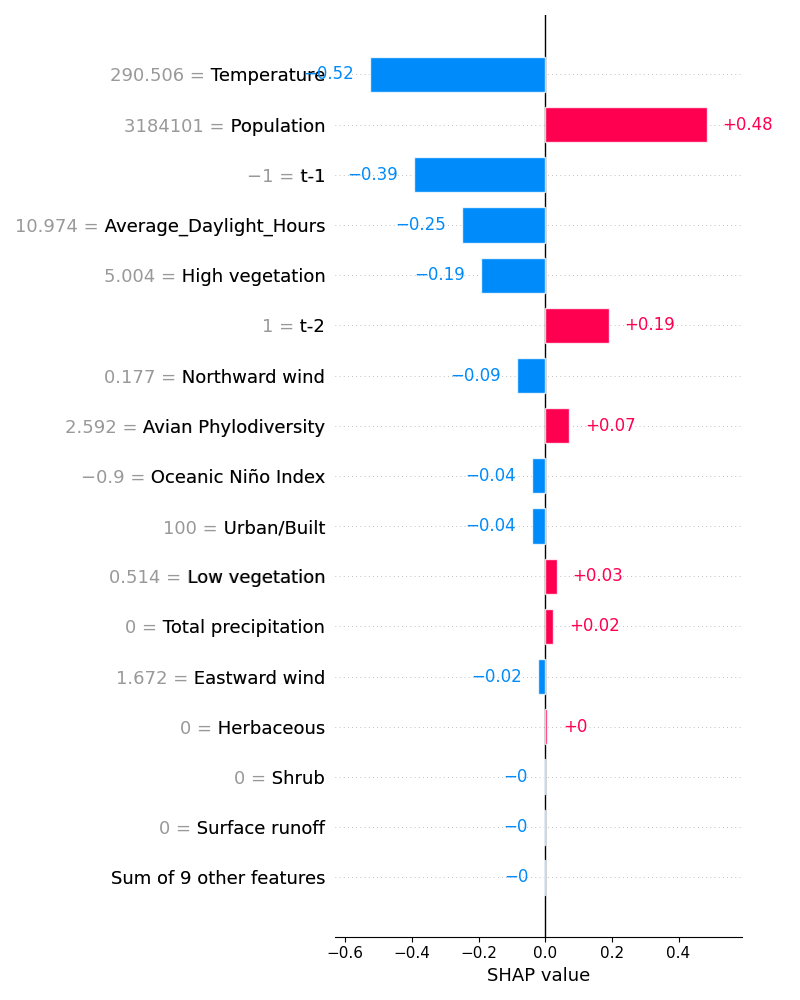 290.506 = Temperature −0.52
3184101 = Population +0.48
−1 = t-1 −0.39
10.974 = Average_Daylight_Hours −0.25
5.004 = High vegetation −0.19
1 = t-2 +0.19
0.177 = Northward wind −0.09
2.592 = Avian Phylodiversity +0.07
−0.9 = Oceanic Niño Index −0.04
100 = Urban/Built −0.04
0.514 = Low vegetation +0.03
0 = Total precipitation +0.02
1.672 = Eastward wind −0.02
0 = Herbaceous +0
0 = Shrub −0
0 = Surface runoff −0
Sum of 9 other features −0
−0.6 −0.4 −0.2 0.0 0.2 0.4
SHAP value